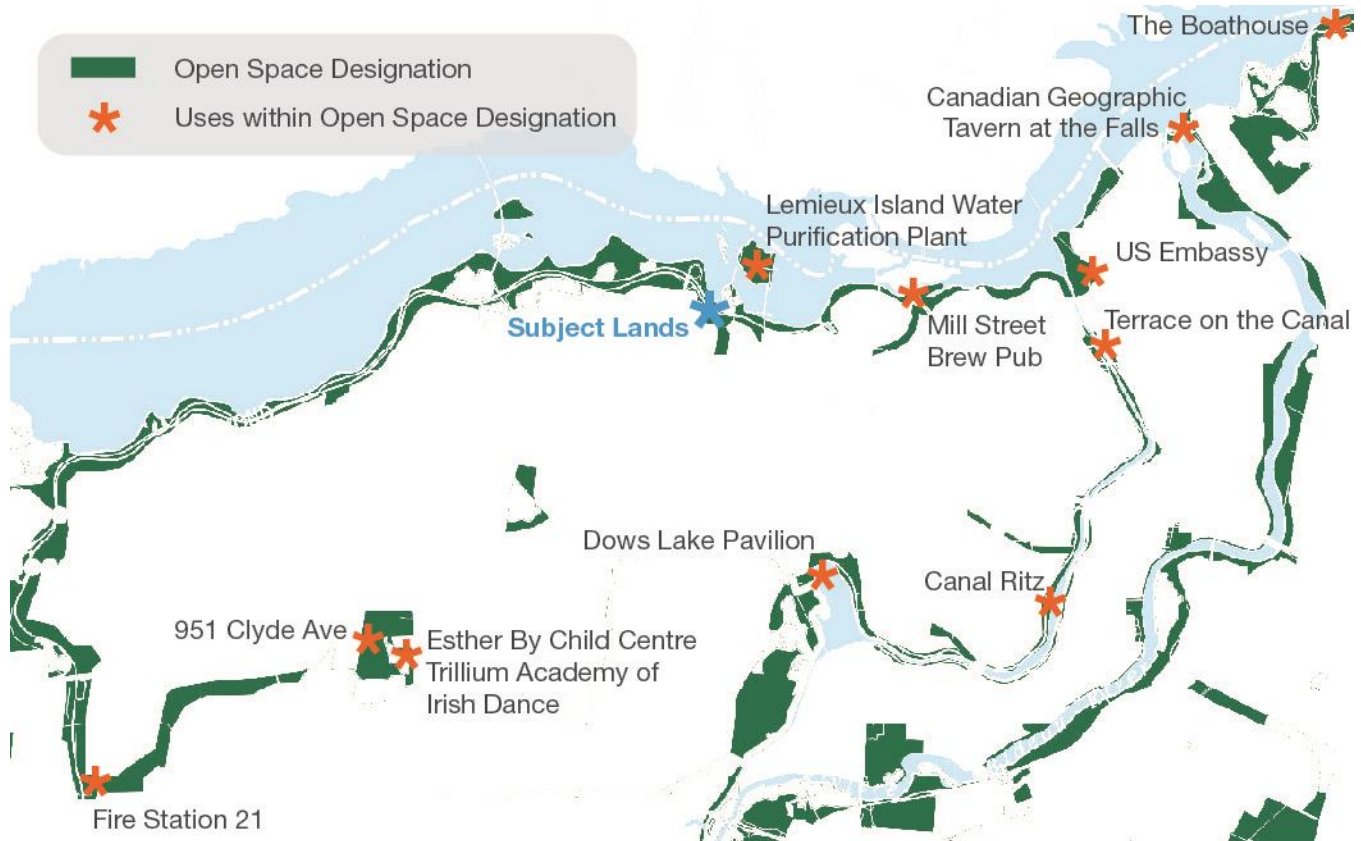 Open Space Designation
Uses within Open Space Designation
The Boathouse
Canadian Geographic
Tavern at the Falls
Lemieux Island Water
Purification Plant
US Embassy
Subject Lands
Mill Street
Brew Pub
Terrace on the Canal
Dows Lake Pavilion
Canal Ritz
951 Clyde Ave
Esther By Child Centre
Trillium Academy of
Irish Dance
Fire Station 21